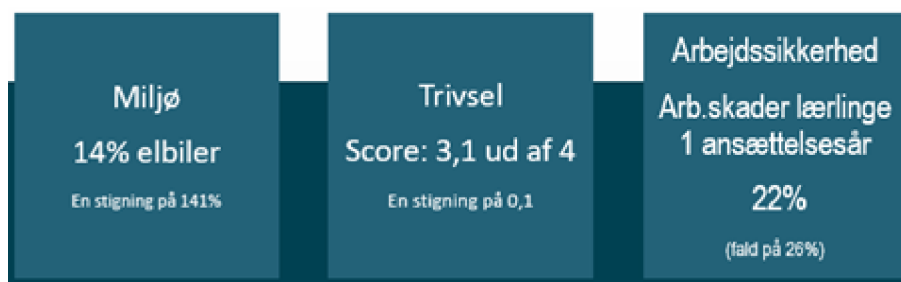 Miljø
14% elbiler
En stigning på 141%
Trivsel
Score: 3,1 ud af 4
En stigning på 0,1
Arbejdssikkerhed
Arb.skader lærlinge
1 ansættelsesår
22%
(fald på 26%)